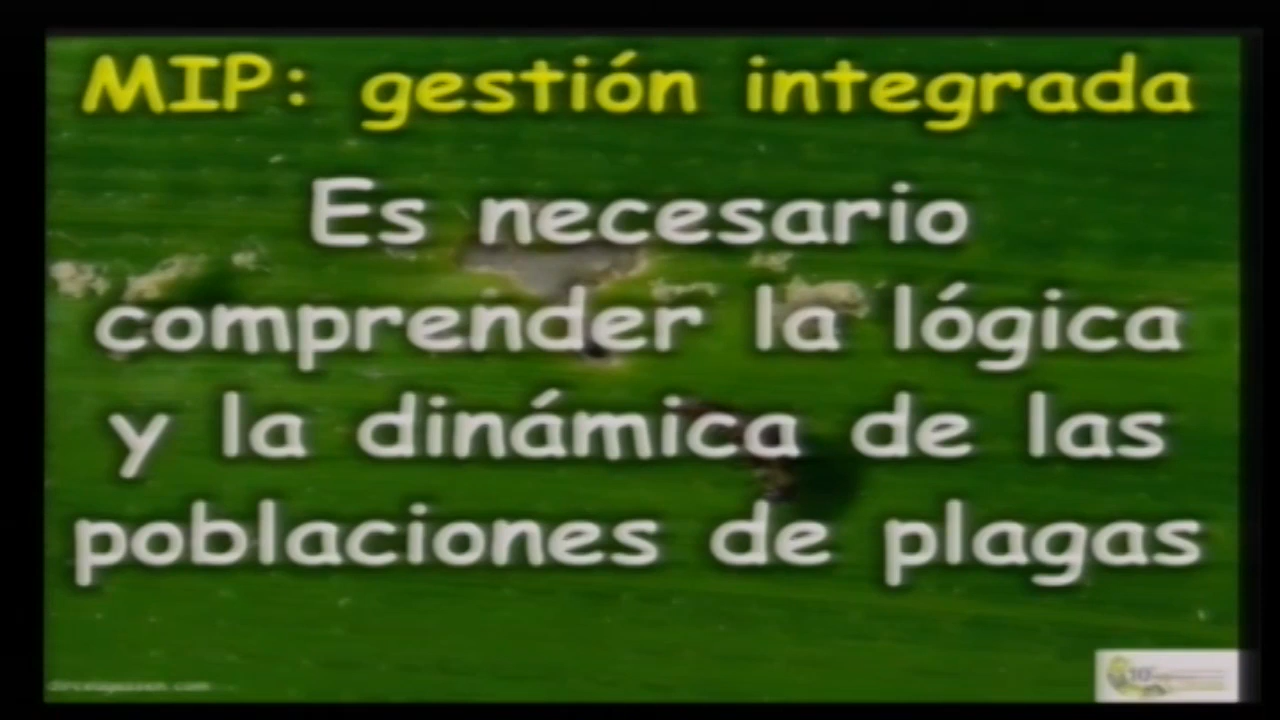 MIP: gestión integrada
Es necesario
comprender la lógica
y la dinámica de las
poblaciones de plagas